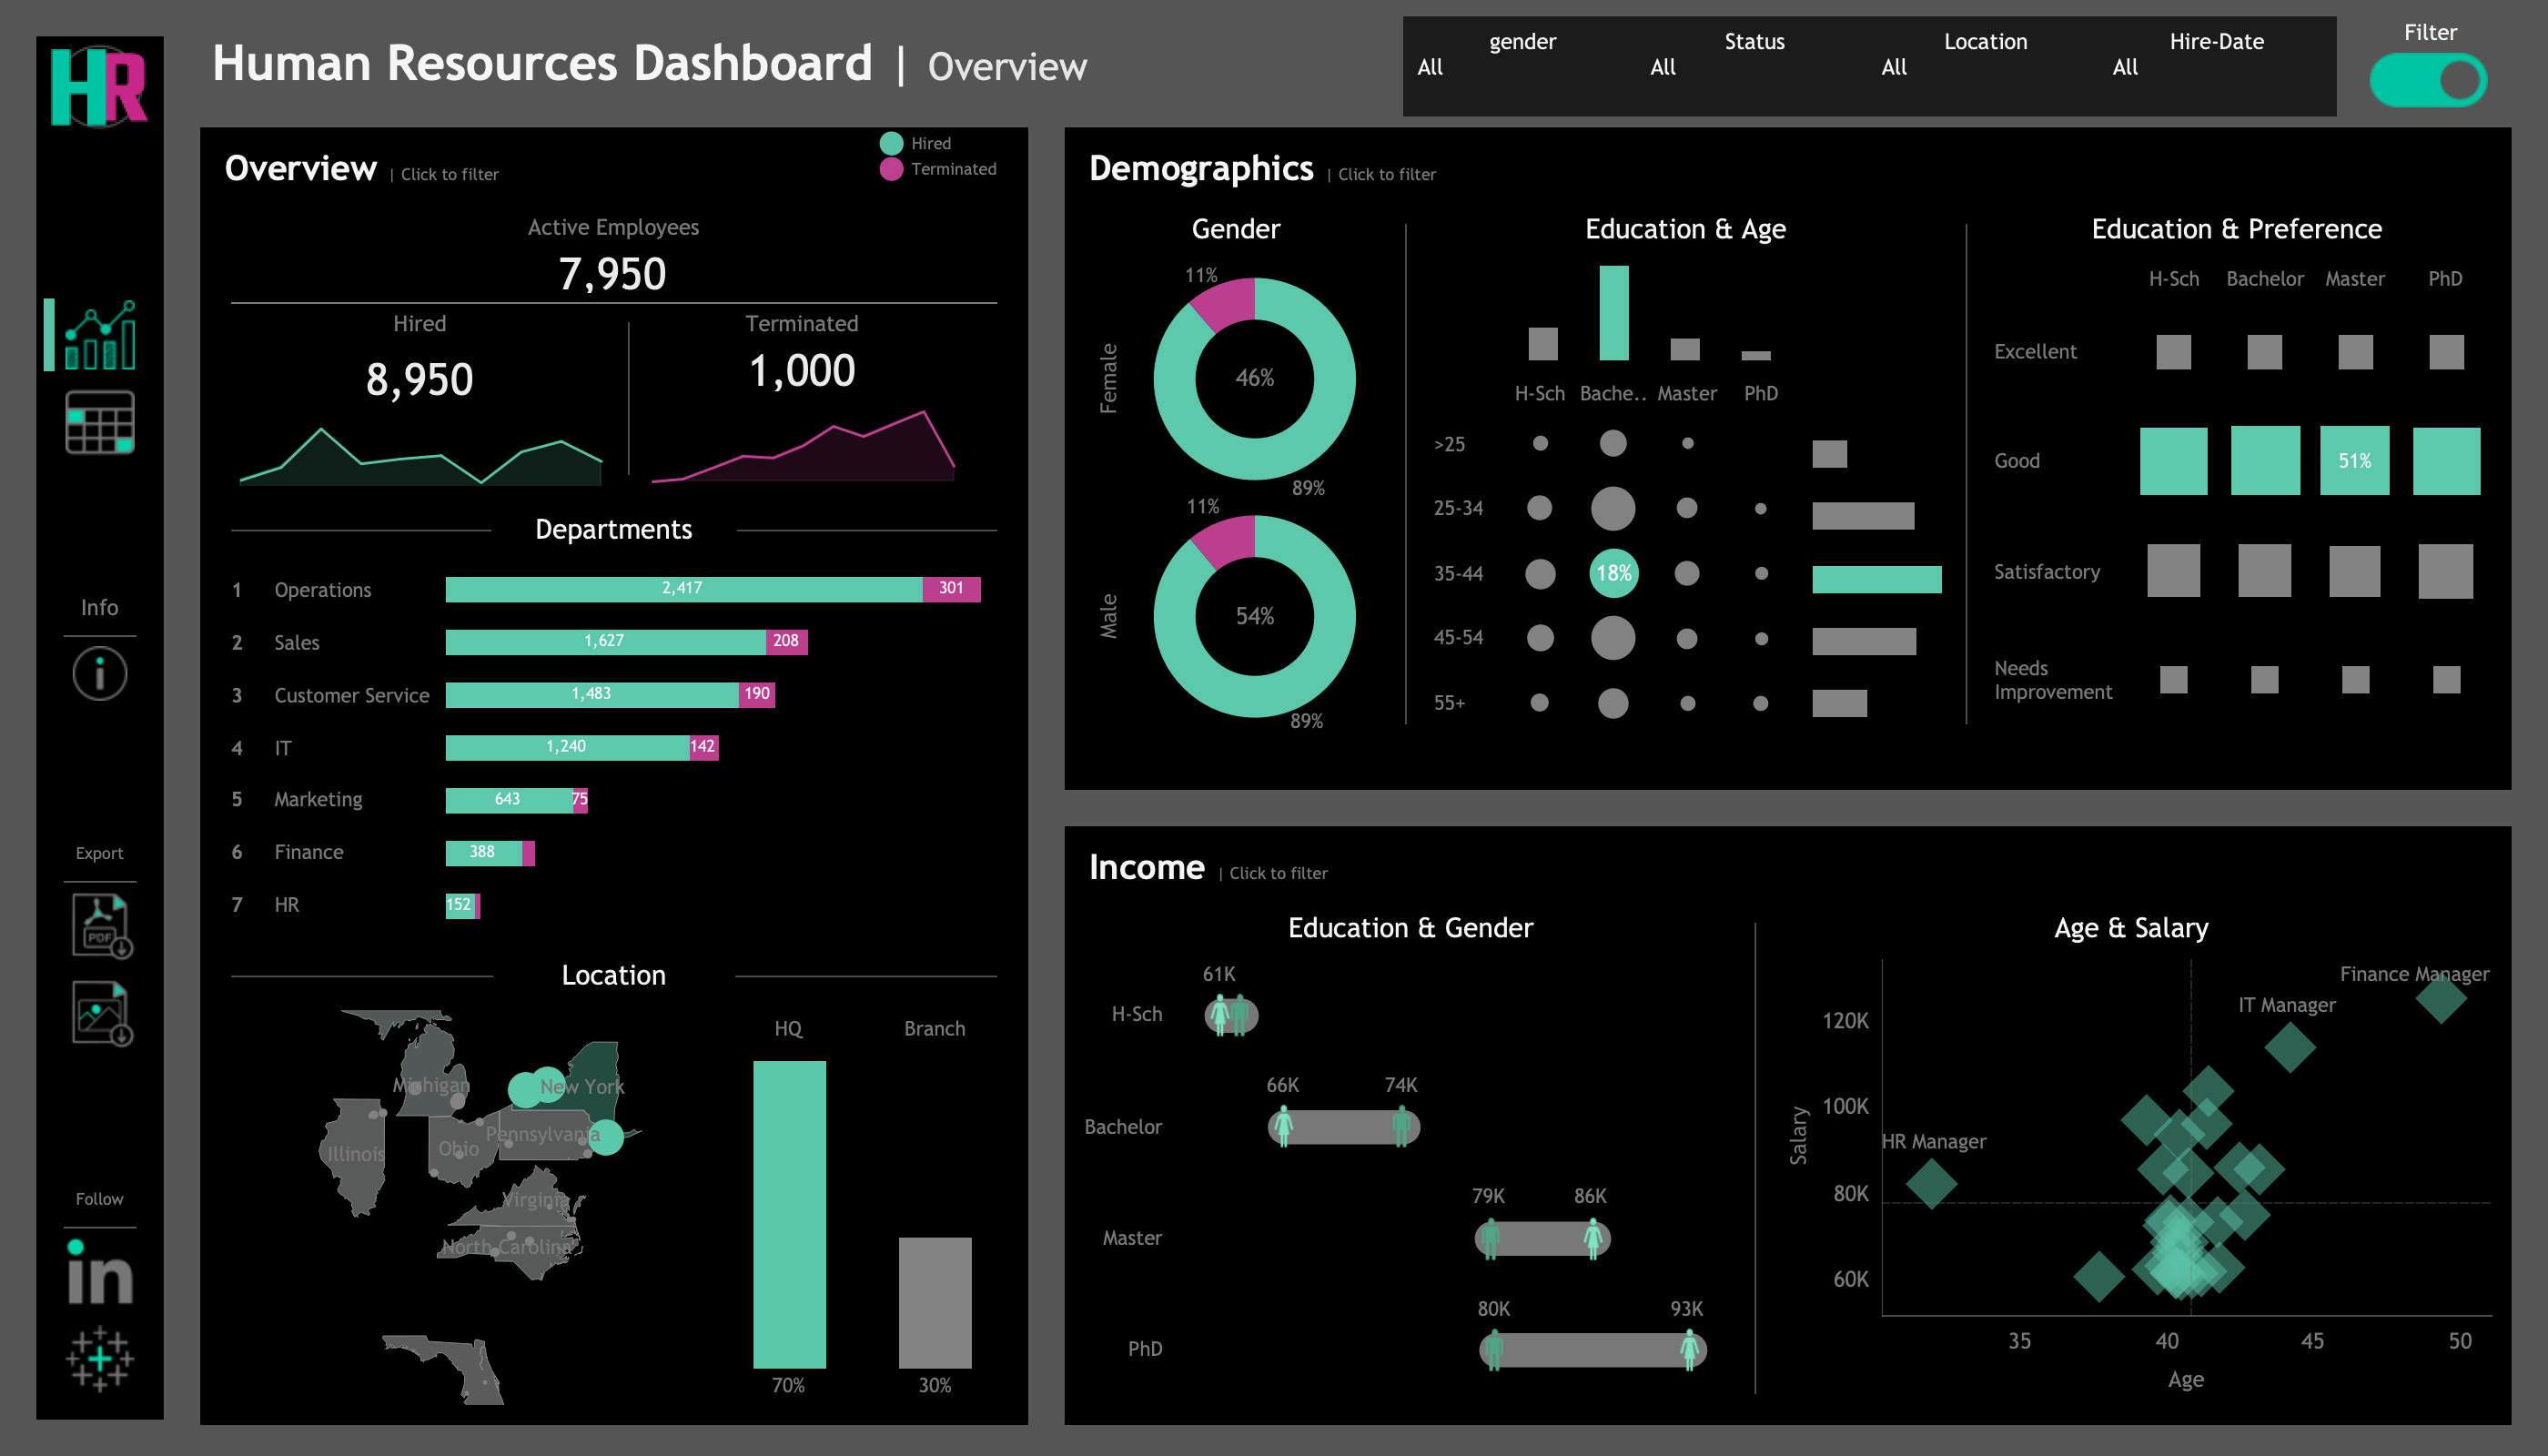 HR
Human Resources Dashboard | Overview
gender Status Location Hire-Date
All All All All
Filter
Overview | Click to filter
Hired
Terminated
Active Employees
7,950
Hired
8,950
Terminated
1,000
Departments
1 Operations 2,417 301
2 Sales 1,627 208
3 Customer Service 1,483 190
4 IT 1,240 142
5 Marketing 643 75
6 Finance 388
7 HR 152
Location
Michigan
New York
Illinois
Ohio
Pennsylvania
Virginia
North Carolina
HQ Branch
70% 30%
Demographics | Click to filter
Gender
Female
11%
46%
89%
Male
11%
54%
89%
Education & Age
H-Sch Bache.. Master PhD
>25
25-34
35-44 18%
45-54
55+
Education & Preference
H-Sch Bachelor Master PhD
Excellent
Good 51%
Satisfactory
Needs
Improvement
Income | Click to filter
Education & Gender
61K
H-Sch
66K 74K
Bachelor
79K 86K
Master
80K 93K
PhD
Age & Salary
Finance Manager
IT Manager
HR Manager
Salary
120K
100K
80K
60K
35 40 45 50
Age
Info
i
Export
PDF
Follow
in